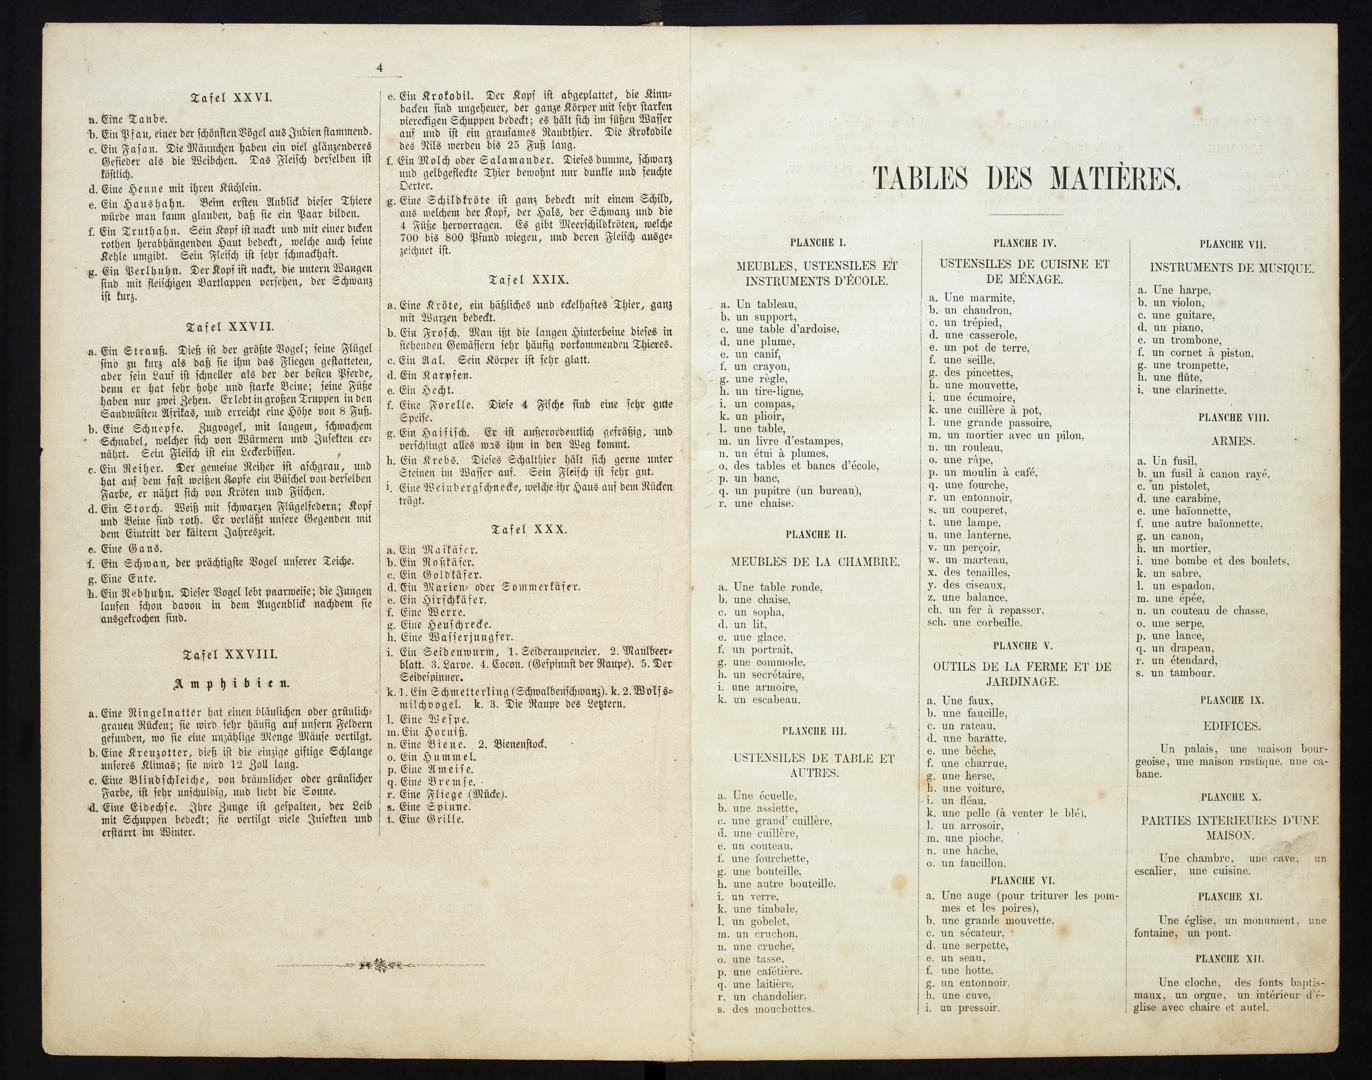 4
Tafel XXVI.
a. Eine Taube.
b. Ein Pfau, einer der schönsten Vögel aus Indien stammend.
c. Ein Fasan. Die Männchen haben ein viel glänzenderes
Gefieder als die Weibchen. Das Fleisch derselben ist
köstlich.
d. Eine Henne mit ihren Küchlein.
e. Ein Haushahn. Beim ersten Anblick dieser Thiere
würde man kaum glauben, daß sie ein Paar bilden.
f. Ein Truthahn. Sein Kopf ist nackt und mit einer dicken
rothen herabhängenden Haut bedeckt, welche auch seine
Kehle umgibt. Sein Fleisch ist sehr schmackhaft.
g. Ein Perlhuhn. Der Kopf ist nackt, die untern Wangen
sind mit fleischigen Bartlappen versehen, der Schwanz
ist kurz.
Tafel XXVII.
a. Ein Strauß. Dieß ist der größte Vogel; seine Flügel
sind zu kurz als daß sie ihm das Fliegen gestatteten,
aber sein Lauf ist schneller als der der besten Pferde,
denn er hat sehr hohe und starke Beine; seine Füße
haben nur zwei Zehen. Er lebt in großen Truppen in den
Sandwüsten Afrikas, und erreicht eine Höhe von 8 Fuß.
b. Eine Schnepfe. Zugvogel, mit langem, schwachem
Schnabel, welcher sich von Würmern und Insekten er-
nährt. Sein Fleisch ist ein Leckerbissen.
c. Ein Reiher. Der gemeine Reiher ist aschgrau, und
hat auf dem fast weißen Kopfe ein Büschel von derselben
Farbe, er nährt sich von Kröten und Fischen.
d. Ein Storch. Weiß mit schwarzen Flügelfedern; Kopf
und Beine sind roth. Er verläßt unsere Gegenden mit
dem Eintritt der kältern Jahreszeit.
e. Eine Gans.
f. Ein Schwan, der prächtigste Vogel unserer Teiche.
g. Eine Ente.
h. Ein Rebhuhn. Dieser Vogel lebt paarweise; die Jungen
laufen schon davon in dem Augenblick nachdem sie
ausgekrochen sind.
Tafel XXVIII.
Amphibien.
a. Eine Ringelnatter hat einen bläulichen oder grünlich-
grauen Rücken; sie wird sehr häufig auf unsern Feldern
gefunden, wo sie eine unzählige Menge Mäuse vertilgt.
b. Eine Kreuzotter, dieß ist die einzige giftige Schlange
unseres Klimas; sie wird 12 Zoll lang.
c. Eine Blindschleiche, von bräunlicher oder grünlicher
Farbe, ist sehr unschuldig, und liebt die Sonne.
d. Eine Eidechse. Ihre Zunge ist gespalten, der Leib
mit Schuppen bedeckt; sie vertilgt viele Insekten und
erstarrt im Winter.
e. Ein Krokodil. Der Kopf ist abgeplattet, die Kinn-
backen sind ungeheuer, der ganze Körper mit sehr starken
viereckigen Schuppen bedeckt; es hält sich im süßen Wasser
auf und ist ein grausames Raubthier. Die Krokodile
des Nils werden bis 25 Fuß lang.
f. Ein Molch oder Salamander. Dieses dumme, schwarz
und gelbgefleckte Thier bewohnt nur dunkle und feuchte
Oerter.
g. Eine Schildkröte ist ganz bedeckt mit einem Schild,
aus welchem der Kopf, der Hals, der Schwanz und die
4 Füße hervorragen. Es gibt Meerschildkröten, welche
700 bis 800 Pfund wiegen, und deren Fleisch ausge-
zeichnet ist.
Tafel XXIX.
a. Eine Kröte, ein häßliches und eckelhaftes Thier, ganz
mit Warzen bedeckt.
b. Ein Frosch. Man ißt die langen Hinterbeine dieses in
stehenden Gewässern sehr häufig vorkommenden Thieres.
c. Ein Aal. Sein Körper ist sehr glatt.
d. Ein Karpfen.
e. Ein Hecht.
f. Eine Forelle. Diese 4 Fische sind eine sehr gute
Speise.
g. Ein Haifisch. Er ist außerordentlich gefräßig, und
verschlingt alles was ihm in den Weg kommt.
h. Ein Krebs. Dieses Schalthier hält sich gerne unter
Steinen im Wasser auf. Sein Fleisch ist sehr gut.
i. Eine Weinbergschnecke, welche ihr Haus auf dem Rücken
trägt.
Tafel XXX.
a. Ein Maikäfer.
b. Ein Roßkäfer.
c. Ein Goldkäfer.
d. Ein Marien- oder Sommerkäfer.
e. Ein Hirschkäfer.
f. Eine Werre.
g. Eine Heuschrecke.
h. Eine Wasserjungfer.
i. Ein Seidenwurm, 1. Seideraupeneier. 2. Maulbeer-
blatt. 3. Larve. 4. Cocon. (Gespinnst der Raupe). 5. Der
Seidespinner.
k. 1. Ein Schmetterling (Schwalbenschwanz). k. 2. Wolfs-
milchvogel. k. 3. Die Raupe des Letztern.
l. Eine Wespe.
m. Ein Horniß.
n. Eine Biene. 2. Bienenstock.
o. Ein Hummel.
p. Eine Ameise.
q. Eine Bremse.
r. Eine Fliege (Mücke).
s. Eine Spinne.
t. Eine Grille.
TABLES DES MATIÈRES.
PLANCHE I.
MEUBLES, USTENSILES ET
INSTRUMENTS D'ÉCOLE.
a. Un tableau,
b. un support,
c. une table d'ardoise,
d. une plume,
e. un canif,
f. un crayon,
g. une règle,
h. un tire-ligne,
i. un compas,
k. un plioir,
l. une table,
m. un livre d'estampes,
n. un étui à plumes,
o. des tables et bancs d'école,
p. un banc,
q. un pupitre (un bureau),
r. une chaise.
PLANCHE II.
MEUBLES DE LA CHAMBRE.
a. Une table ronde,
b. une chaise,
c. un sopha,
d. un lit,
e. une glace,
f. un portrait,
g. une commode,
h. un secrétaire,
i. une armoire,
k. un escabeau.
PLANCHE III.
USTENSILES DE TABLE ET
AUTRES.
a. Une écuelle,
b. une assiette,
c. une grand' cuillère,
d. une cuillère,
e. un couteau,
f. une fourchette,
g. une bouteille,
h. une autre bouteille.
i. un verre,
k. une timbale,
l. un gobelet,
m. un cruchon,
n. une cruche,
o. une tasse,
p. une cafétière,
q. une laitière,
r. un chandelier,
s. des mouchettes.
PLANCHE IV.
USTENSILES DE CUISINE ET
DE MÉNAGE.
a. Une marmite,
b. un chaudron,
c. un trépied,
d. une casserole,
e. un pot de terre,
f. une seille,
g. des pincettes,
h. une mouvette,
i. une écumoire,
k. une cuillère à pot,
l. une grande passoire,
m. un mortier avec un pilon,
n. un rouleau,
o. une râpe,
p. un moulin à café,
q. une fourche,
r. un entonnoir,
s. un couperet,
t. une lampe,
u. une lanterne,
v. un perçoir,
w. un marteau,
x. des tenailles,
y. des ciseaux,
z. une balance,
ch. un fer à repasser,
sch. une corbeille.
PLANCHE V.
OUTILS DE LA FERME ET DE
JARDINAGE.
a. Une faux,
b. une faucille,
c. un rateau,
d. une baratte,
e. une bêche,
f. une charrue,
g. une herse,
h. une voiture,
i. un fléau,
k. une pelle (à venter le blé),
l. un arrosoir,
m. une pioche,
n. une hache,
o. un faucillon.
PLANCHE VI.
a. Une auge (pour triturer les pom-
mes et les poires),
b. une grande mouvette,
c. un sécateur,
d. une serpette,
e. un seau,
f. une hotte,
g. un entonnoir,
h. une cuve,
i. un pressoir.
PLANCHE VII.
INSTRUMENTS DE MUSIQUE.
a. Une harpe,
b. un violon,
c. une guitare,
d. un piano,
e. un trombone,
f. un cornet à piston,
g. une trompette,
h. une flûte,
i. une clarinette.
PLANCHE VIII.
ARMES.
a. Un fusil,
b. un fusil à canon rayé,
c. un pistolet,
d. une carabine,
e. une baïonnette,
f. une autre baïonnette,
g. un canon,
h. un mortier,
i. une bombe et des boulets,
k. un sabre,
l. un espadon,
m. une épée,
n. un couteau de chasse,
o. une serpe,
p. une lance,
q. un drapeau,
r. un étendard,
s. un tambour.
PLANCHE IX.
EDIFICES.
Un palais, une maison bour-
geoise, une maison rustique, une ca-
bane.
PLANCHE X.
PARTIES INTERIEURES D'UNE
MAISON.
Une chambre, une cave, un
escalier, une cuisine.
PLANCHE XI.
Une église, un monument, une
fontaine, un pont.
PLANCHE XII.
Une cloche, des fonts baptis-
maux, un orgue, un intérieur d'é-
glise avec chaire et autel.